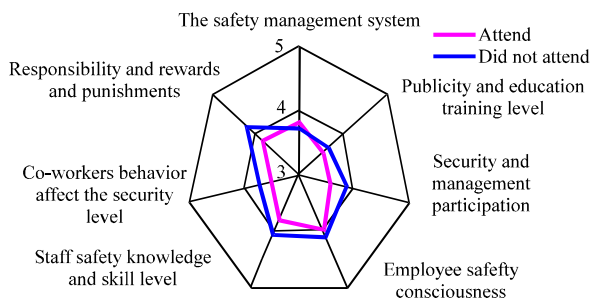 The safety management system
5
4
3
Attend
Did not attend
Publicity and education
training level
Security and
management
participation
Employee safefty
consciousness
Staff safety knowledge
and skill level
Co-workers behavior
affect the security
level
Responsibility and rewards
and punishments